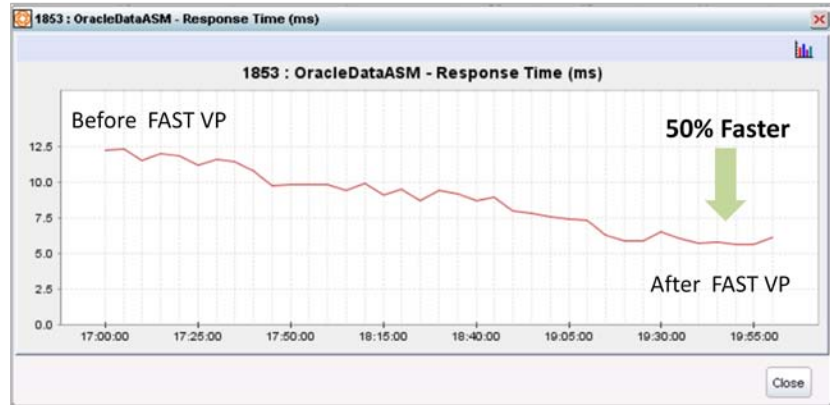 1853 : OracleDataASM - Response Time (ms)
1853 : OracleDataASM - Response Time (ms)
Before FAST VP
50% Faster
12.5
10.0
7.5
5.0
2.5
0.0
After FAST VP
17:00:00 17:25:00 17:50:00 18:15:00 18:40:00 19:05:00 19:30:00 19:55:00
Close